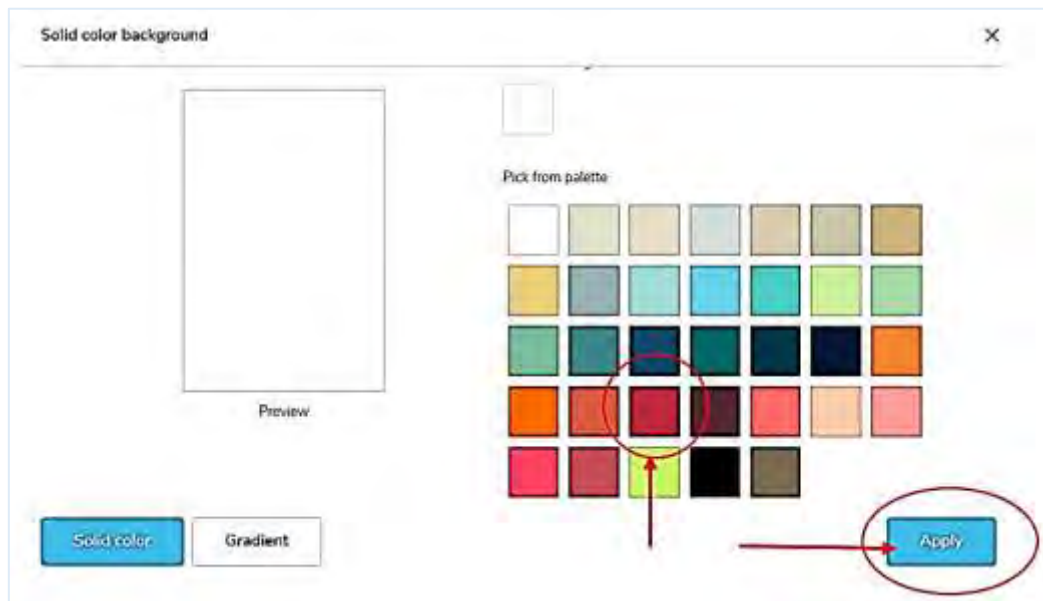 Solid color background
Pick from palette
Preview
Solid color
Gradient
Apply